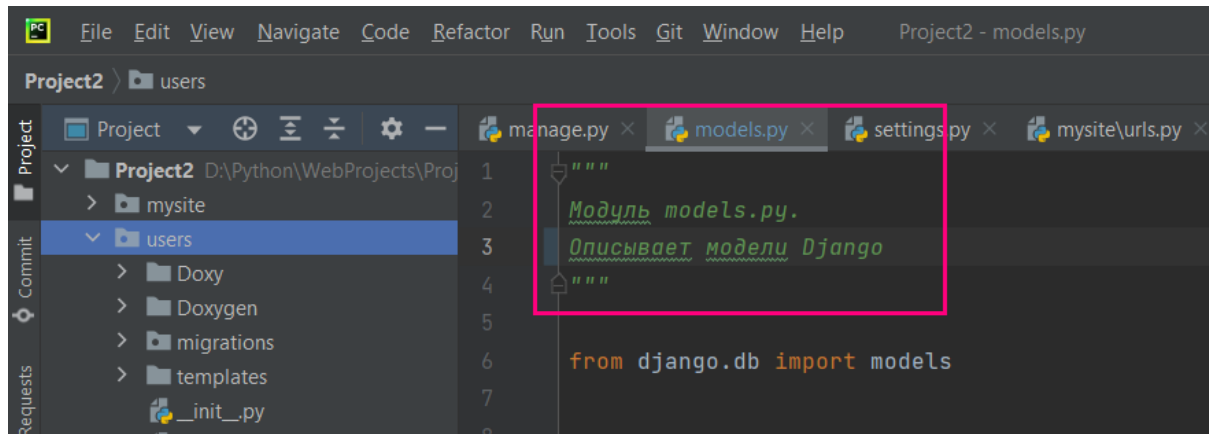 PC File Edit View Navigate Code Refactor Run Tools Git Window Help Project2 - models.py
Project2 users
Project
Project manage.py models.py settings.py mysite\urls.py
Project2 D:\Python\WebProjects\Proj
mysite
users
Doxy
Doxygen
migrations
templates
__init__.py
Commit
Requests
1 """
2 Модуль models.py.
3 Описывает модели Django
4 """
5
6 from django.db import models
7